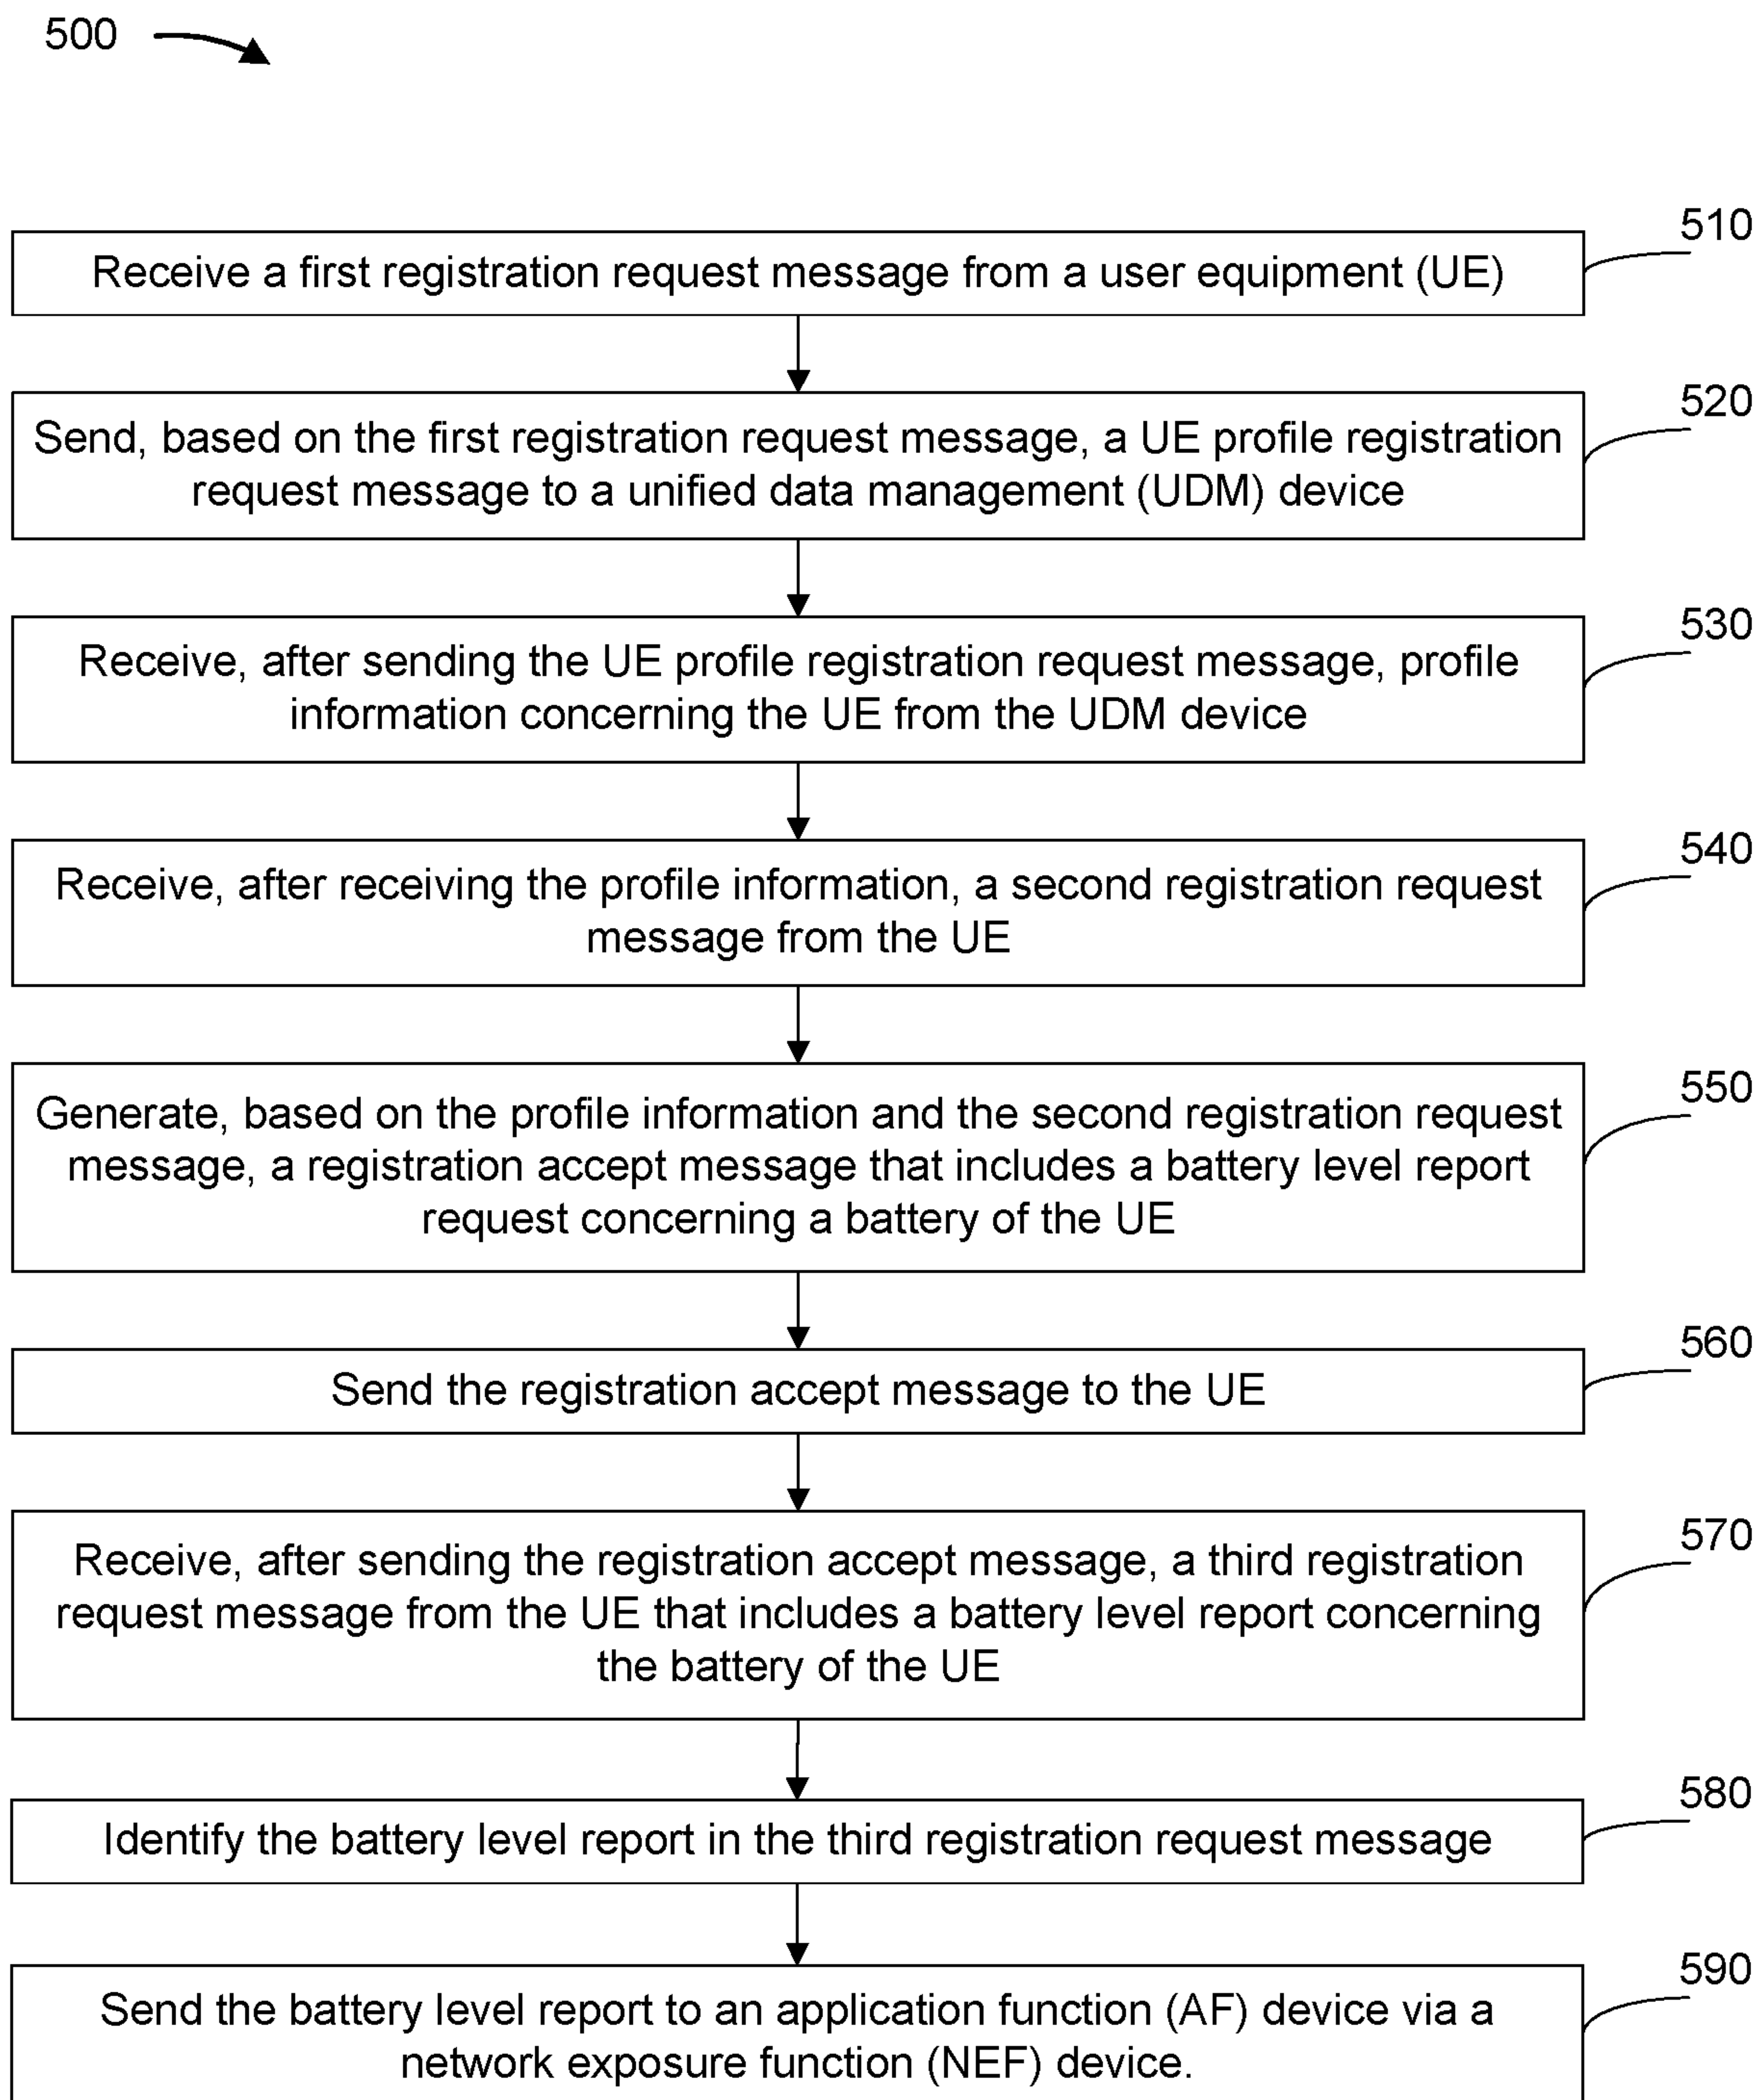 500
510
Receive a first registration request message from a user equipment (UE)
520
Send, based on the first registration request message, a UE profile registration
request message to a unified data management (UDM) device
530
Receive, after sending the UE profile registration request message, profile
information concerning the UE from the UDM device
540
Receive, after receiving the profile information, a second registration request
message from the UE
550
Generate, based on the profile information and the second registration request
message, a registration accept message that includes a battery level report
request concerning a battery of the UE
560
Send the registration accept message to the UE
570
Receive, after sending the registration accept message, a third registration
request message from the UE that includes a battery level report concerning
the battery of the UE
580
Identify the battery level report in the third registration request message
590
Send the battery level report to an application function (AF) device via a
network exposure function (NEF) device.